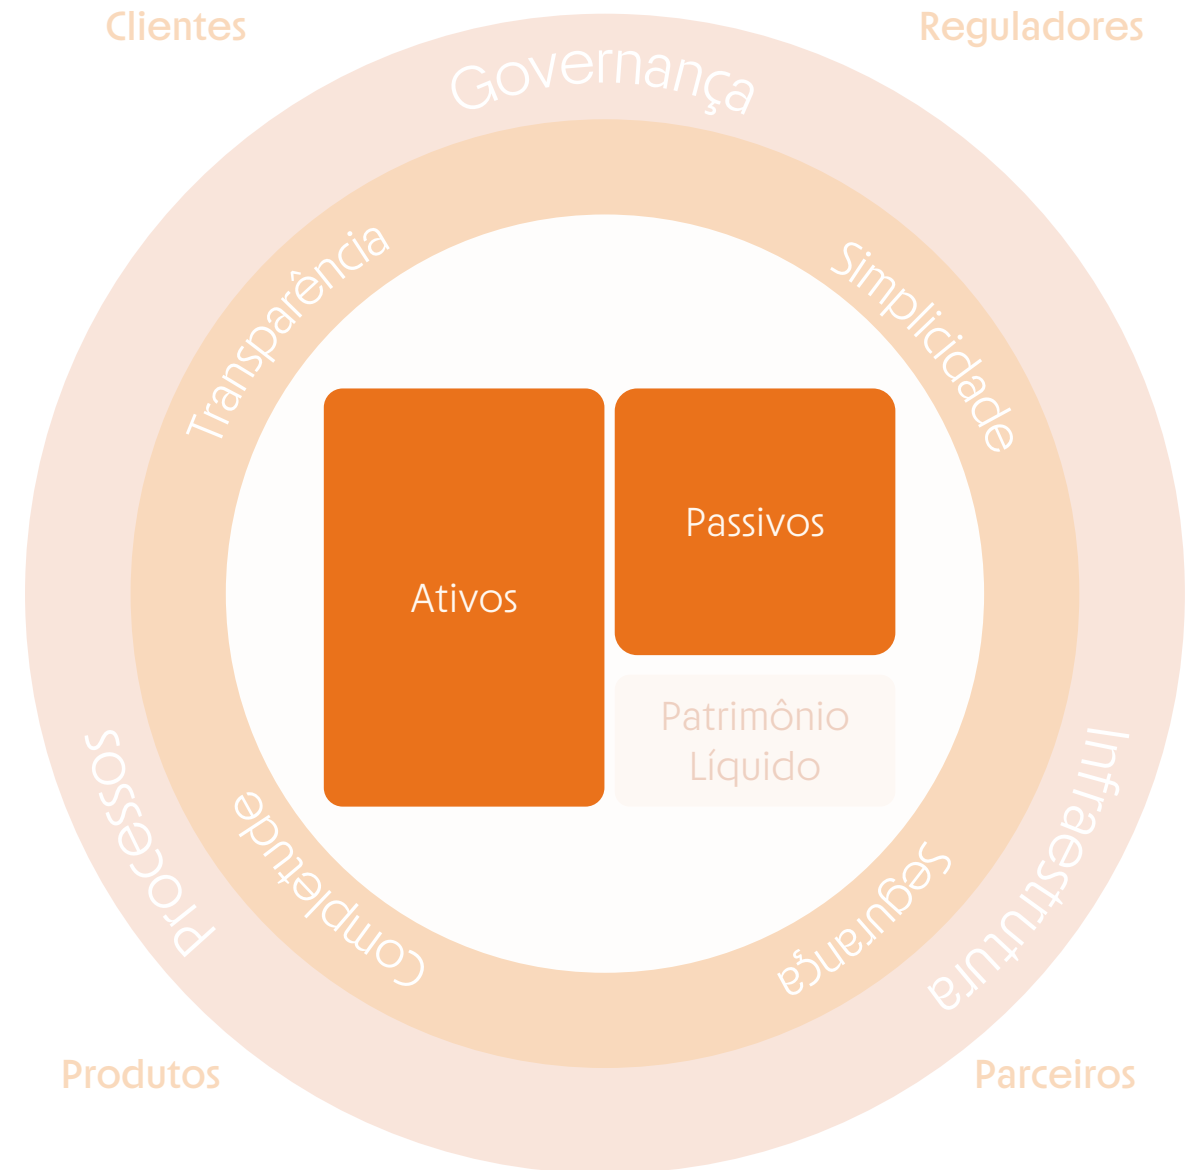 Clientes
Reguladores
Governança
Transparência
Simplicidade
Ativos
Passivos
Patrimônio
Líquido
Processos
Completude
Segurança
Infraestrutura
Produtos
Parceiros